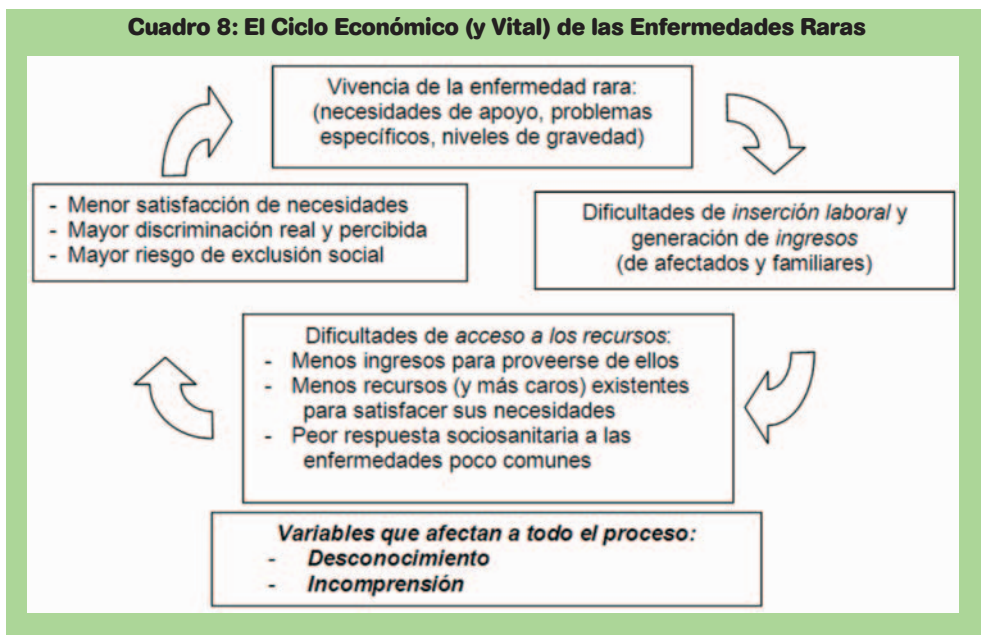 Cuadro 8: El Ciclo Económico (y Vital) de las Enfermedades Raras
Vivencia de la enfermedad rara:
(necesidades de apoyo, problemas
específicos, niveles de gravedad)
- Menor satisfacción de necesidades
- Mayor discriminación real y percibida
- Mayor riesgo de exclusión social
Dificultades de inserción laboral y
generación de ingresos
(de afectados y familiares)
Dificultades de acceso a los recursos:
- Menos ingresos para proveerse de ellos
- Menos recursos (y más caros) existentes
para satisfacer sus necesidades
- Peor respuesta sociosanitaria a las
enfermedades poco comunes
Variables que afectan a todo el proceso:
- Desconocimiento
- Incomprensión